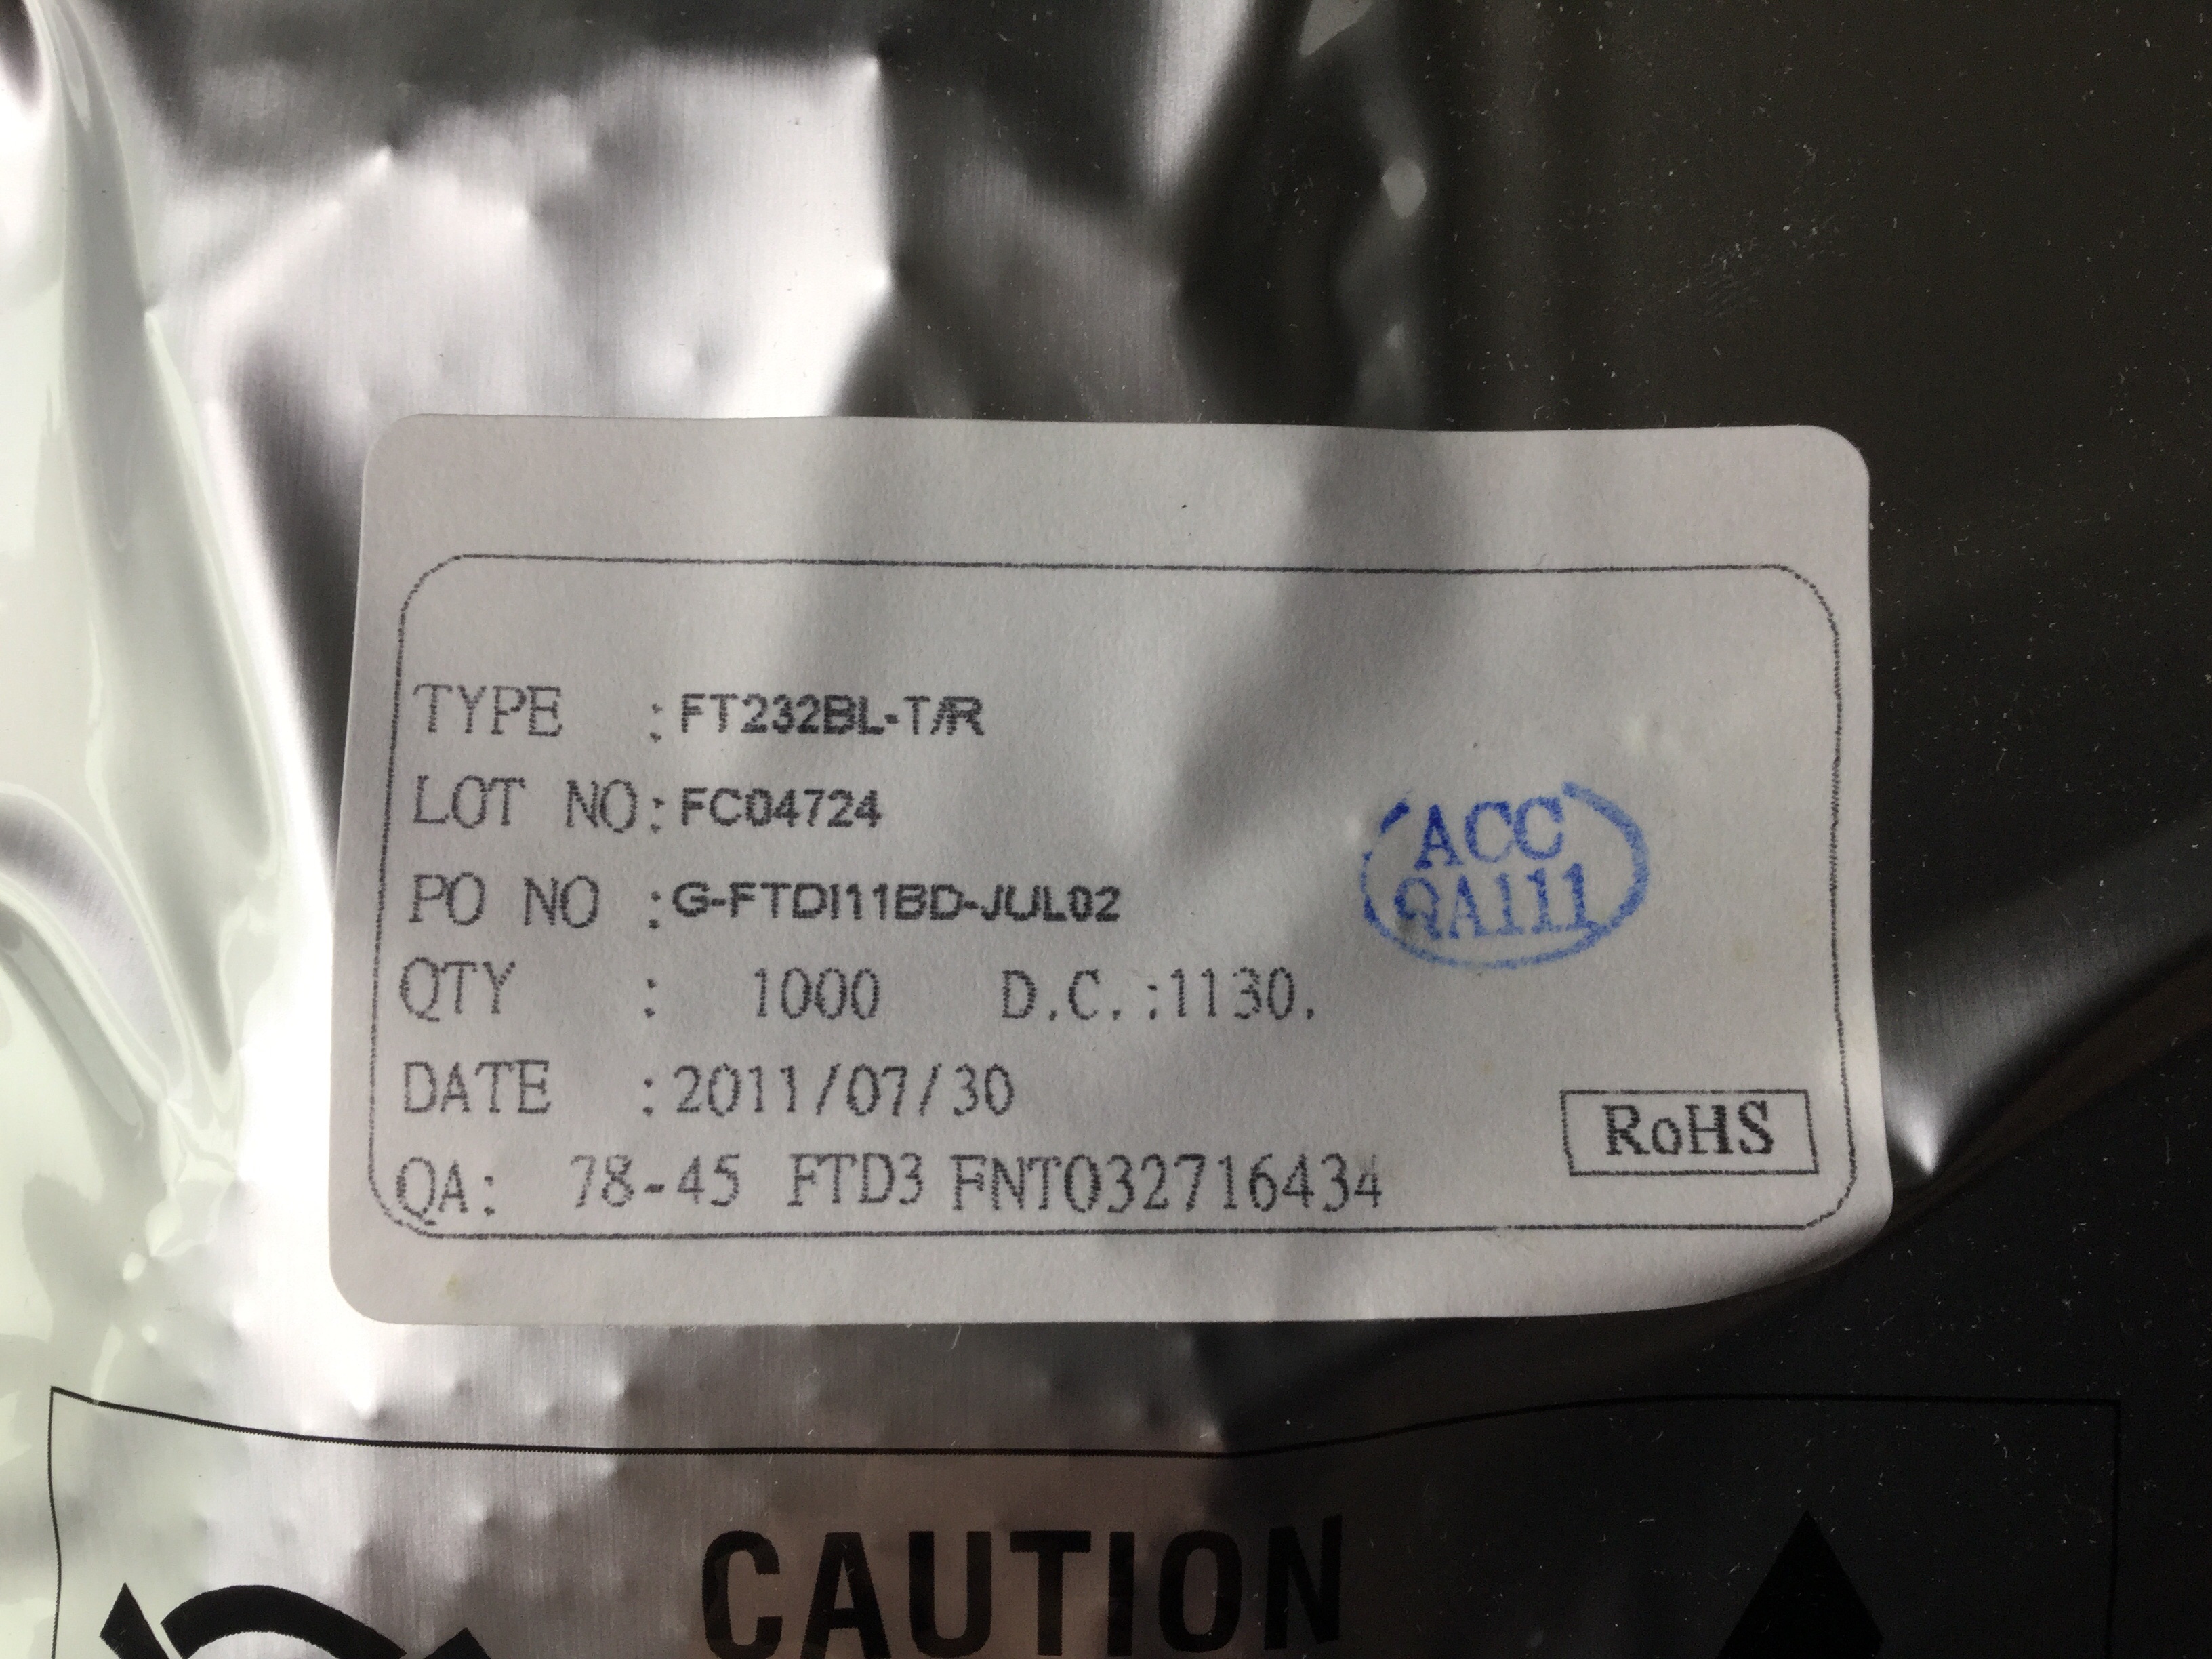 TYPE : FT232BL-T/R
LOT NO: FC04724
PO NO : G-FTDI11BD-JUL02
QTY : 1000 D.C.:1130.
DATE : 2011/07/30
QA: 78-45 FTD3 FNT032716434
ACC
QA111
RoHS
CAUTION